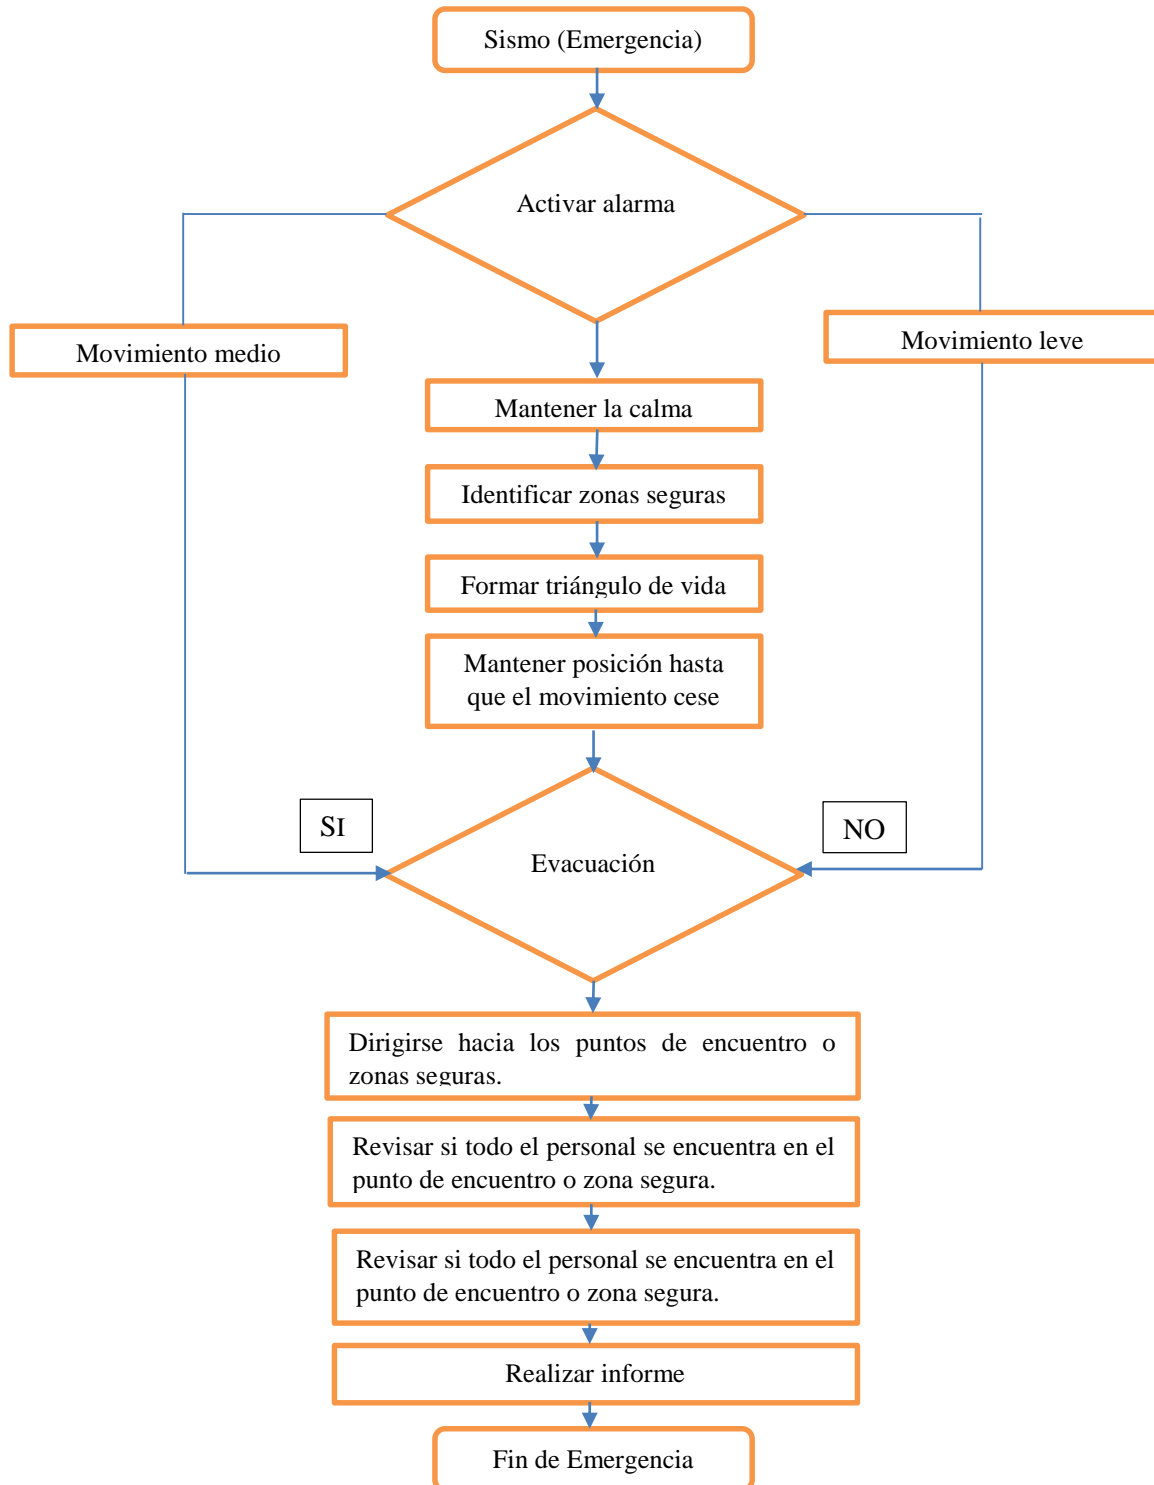 Sismo (Emergencia)
Activar alarma
Movimiento medio
Movimiento leve
Mantener la calma
Identificar zonas seguras
Formar triángulo de vida
Mantener posición hasta
que el movimiento cese
SI
NO
Evacuación
Dirigirse hacia los puntos de encuentro o
zonas seguras.
Revisar si todo el personal se encuentra en el
punto de encuentro o zona segura.
Revisar si todo el personal se encuentra en el
punto de encuentro o zona segura.
Realizar informe
Fin de Emergencia